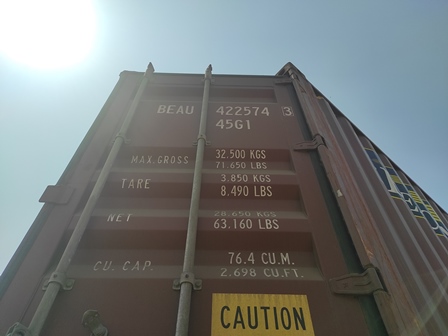 BEAU 422574 3
45G1
MAX.GROSS 32.500 KGS
71.650 LBS
TARE 3.850 KGS
8.490 LBS
NET 28.650 KGS
63.160 LBS
CU. CAP. 76.4 CU.M.
2.698 CU.FT.
CAUTION